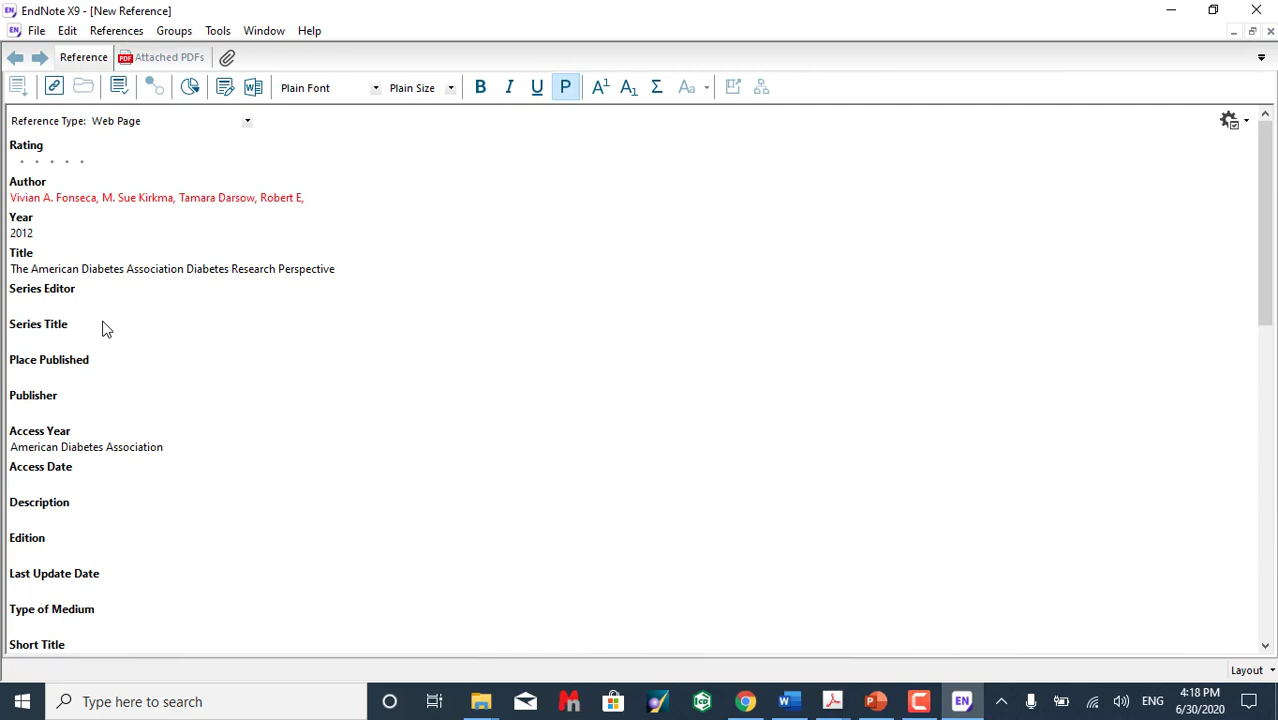 EndNote X9 - [New Reference]
File Edit References Groups Tools Window Help
Reference Attached PDFs
Plain Font Plain Size B I U P A¹ A₁ Σ Aa
Reference Type: Web Page
Rating
Author
Vivian A. Fonseca, M. Sue Kirkma, Tamara Darsow, Robert E,
Year
2012
Title
The American Diabetes Association Diabetes Research Perspective
Series Editor
Series Title
Place Published
Publisher
Access Year
American Diabetes Association
Access Date
Description
Edition
Last Update Date
Type of Medium
Short Title
Layout
Type here to search
ENG
4:18 PM
6/30/2020